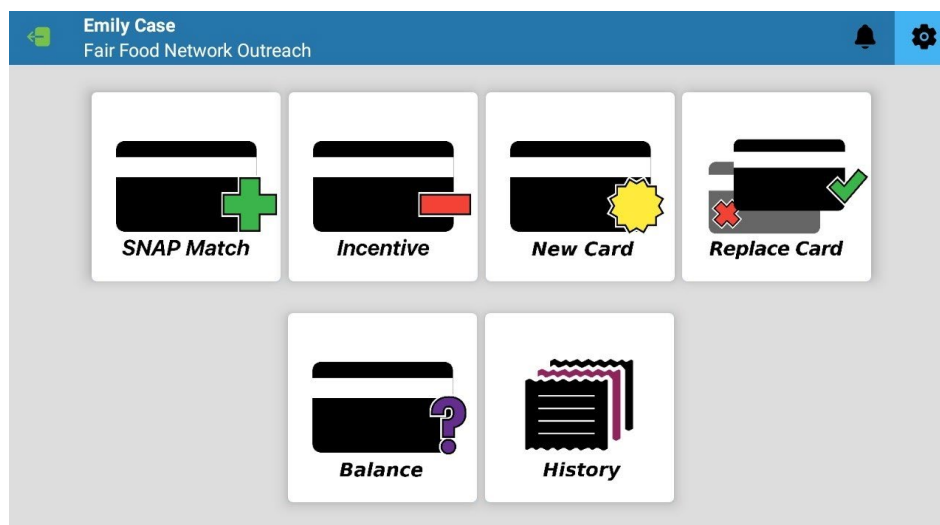 Emily Case
Fair Food Network Outreach
SNAP Match
Incentive
New Card
Replace Card
Balance
History